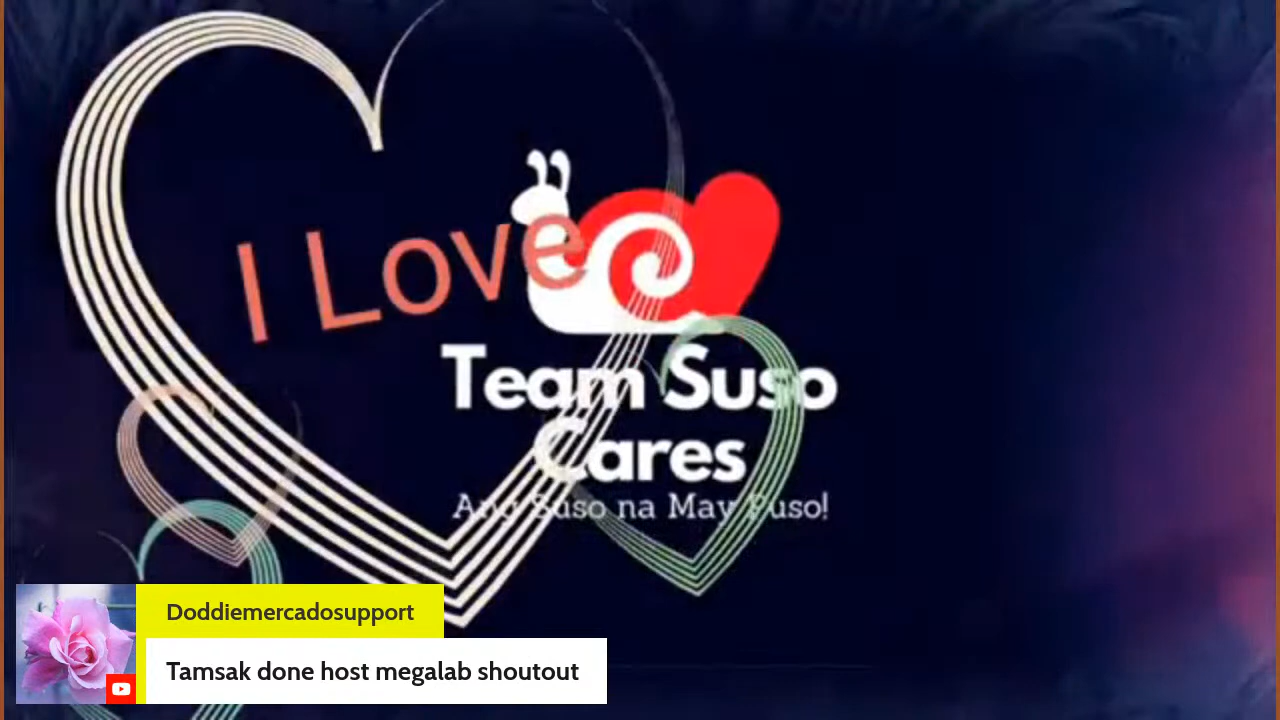 I Love
Team Suso
Cares
Ang Suso na May Puso!
Doddiemercadosupport
Tamsak done host megalab shoutout